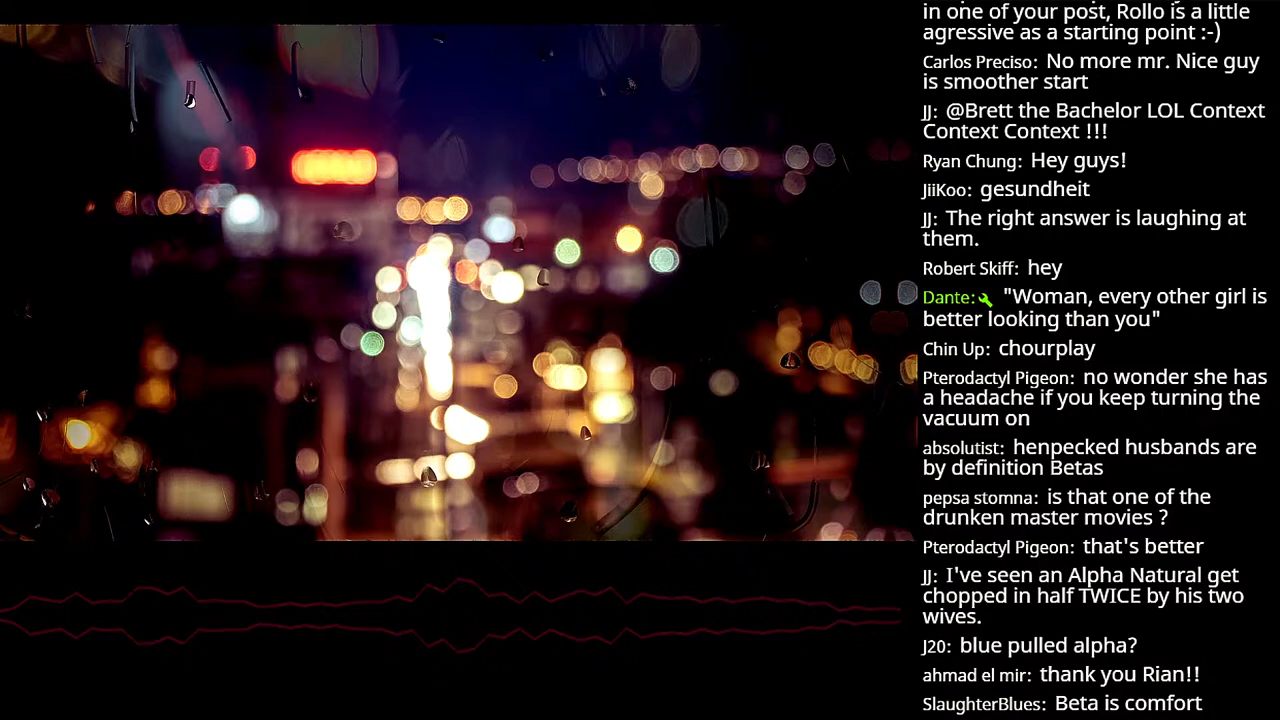 in one of your post, Rollo is a little
agressive as a starting point :-)
Carlos Preciso: No more mr. Nice guy
is smoother start
JJ: @Brett the Bachelor LOL Context
Context Context !!!
Ryan Chung: Hey guys!
JiiKoo: gesundheit
JJ: The right answer is laughing at
them.
Robert Skiff: hey
Dante: "Woman, every other girl is
better looking than you"
Chin Up: chourplay
Pterodactyl Pigeon: no wonder she has
a headache if you keep turning the
vacuum on
absolutist: henpecked husbands are
by definition Betas
pepsa stomna: is that one of the
drunken master movies ?
Pterodactyl Pigeon: that's better
JJ: I've seen an Alpha Natural get
chopped in half TWICE by his two
wives.
J20: blue pulled alpha?
ahmad el mir: thank you Rian!!
SlaughterBlues: Beta is comfort